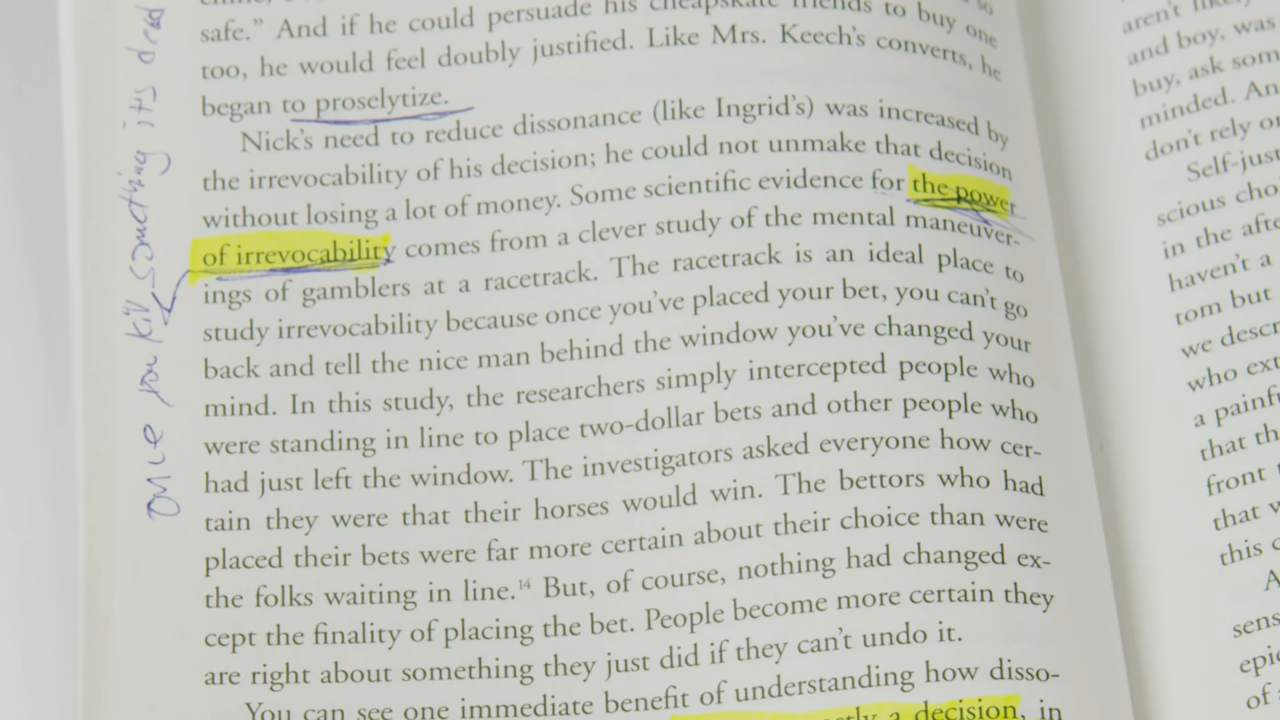 safe.” And if he could persuade his cheapskate friends to buy one
too, he would feel doubly justified. Like Mrs. Keech’s converts, he
began to proselytize.
Nick’s need to reduce dissonance (like Ingrid’s) was increased by
the irrevocability of his decision; he could not unmake that decision
without losing a lot of money. Some scientific evidence for the power
of irrevocability comes from a clever study of the mental maneuver-
ings of gamblers at a racetrack. The racetrack is an ideal place to
study irrevocability because once you’ve placed your bet, you can’t go
back and tell the nice man behind the window you’ve changed your
mind. In this study, the researchers simply intercepted people who
were standing in line to place two-dollar bets and other people who
had just left the window. The investigators asked everyone how cer-
tain they were that their horses would win. The bettors who had
placed their bets were far more certain about their choice than were
the folks waiting in line.14 But, of course, nothing had changed ex-
cept the finality of placing the bet. People become more certain they
are right about something they just did if they can’t undo it.
You can see one immediate benefit of understanding how disso-
a decision, in
once you kill something its dead
aren’t
and boy, was
buy, ask som
minded. An
don’t rely on
Self-just
scious cho
in the afte
haven’t a
tom but
we descr
who ext
a painfu
that th
front
that w
this
A
sens
epi
of